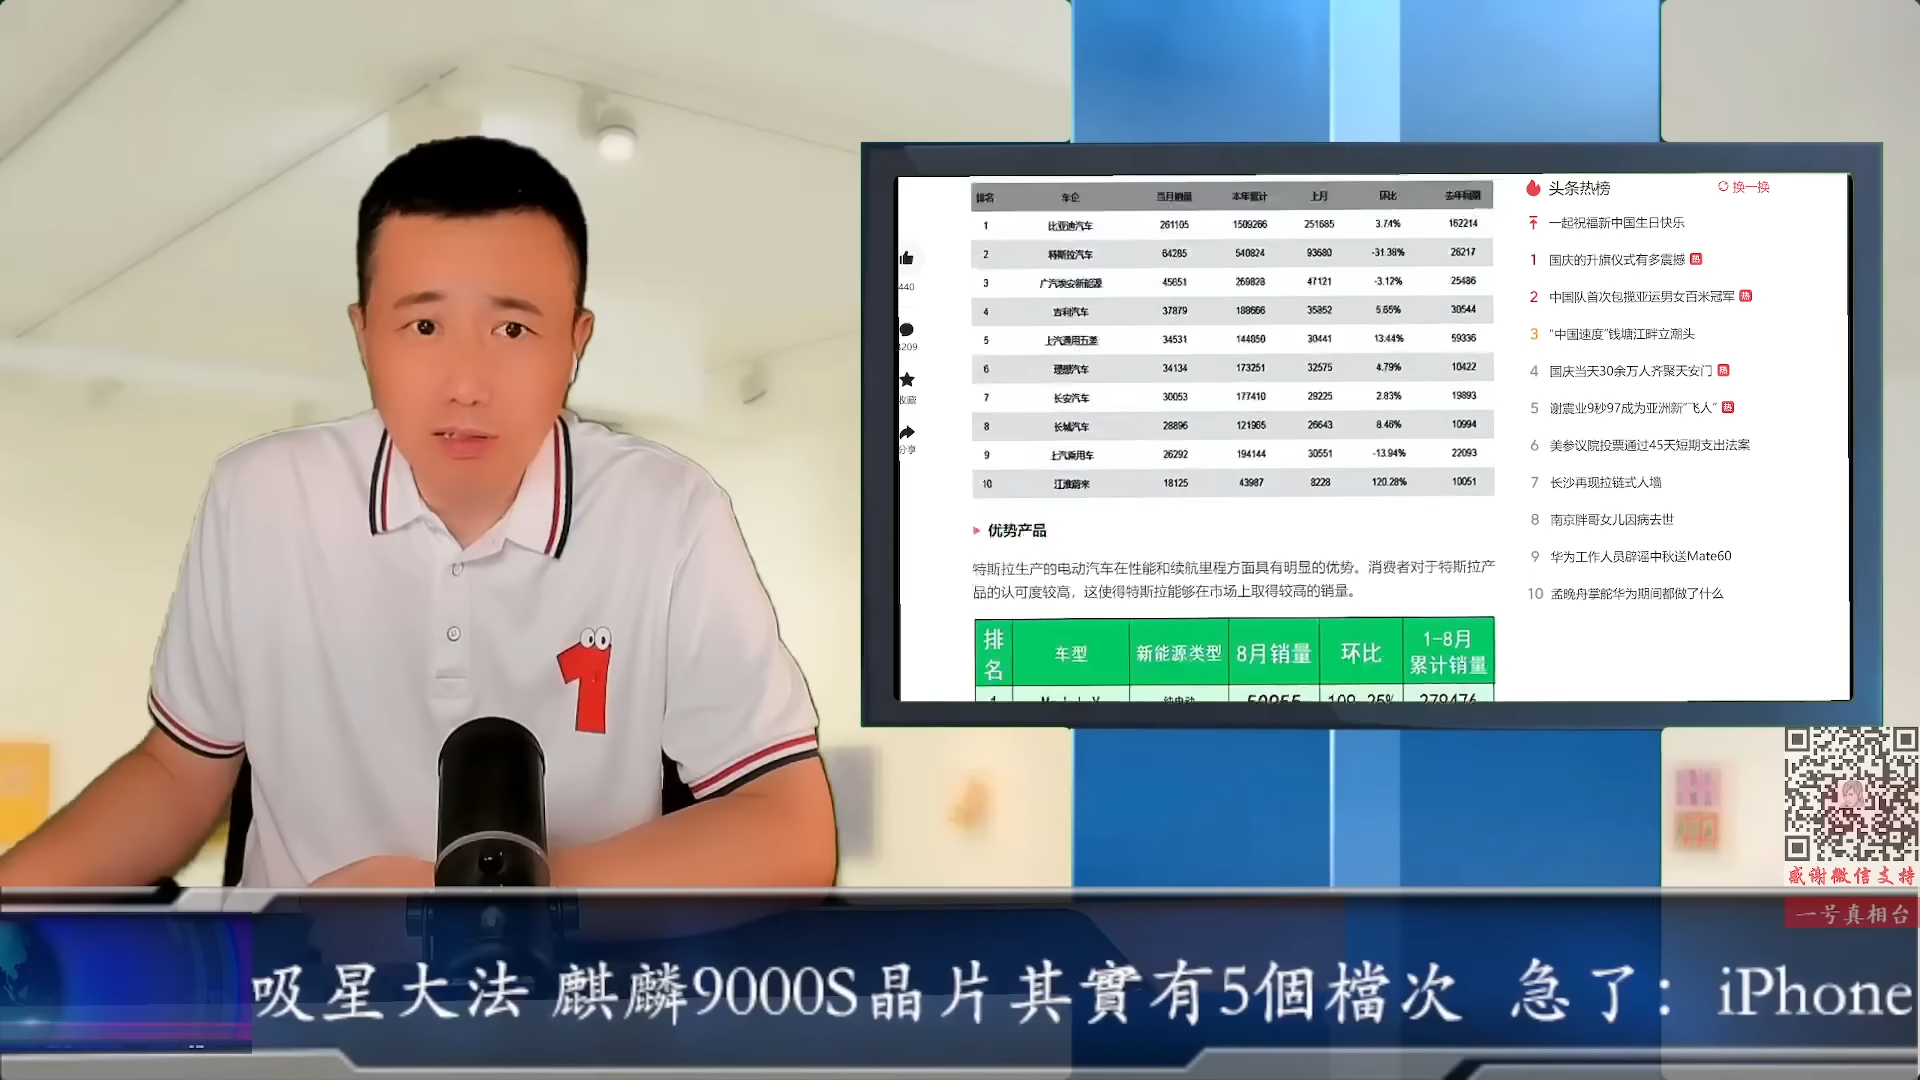 排名 车企 当月销量 本年累计 上月 环比 去年同期
1 比亚迪汽车 261105 1509266 251685 3.74% 162214
2 特斯拉汽车 64285 540824 93680 -31.38% 28217
3 广汽埃安新能源 45651 269828 47121 -3.12% 25486
4 吉利汽车 37879 188666 35852 5.65% 30544
5 上汽通用五菱 34531 144850 30441 13.44% 59336
6 理想汽车 34134 173251 32575 4.79% 10422
7 长安汽车 30053 177410 29225 2.83% 19893
8 长城汽车 28896 121965 26643 8.46% 10994
9 上汽乘用车 26292 194144 30551 -13.94% 22093
10 江淮蔚来 18125 43987 8228 120.28% 10051
440
收藏
分享
优势产品
特斯拉生产的电动汽车在性能和续航里程方面具有明显的优势。消费者对于特斯拉产
品的认可度较高，这使得特斯拉能够在市场上取得较高的销量。
排名 车型 新能源类型 8月销量 环比 1-8月累计销量
头条热榜 换一换
一起祝福新中国生日快乐
1 国庆的升旗仪式有多震撼 热
2 中国队首次包揽亚运男女百米冠军 热
3 “中国速度”钱塘江畔立潮头
4 国庆当天30余万人齐聚天安门 热
5 谢震业9秒97成为亚洲新“飞人” 热
6 美参议院投票通过45天短期支出法案
7 长沙再现拉链式人墙
8 南京胖哥女儿因病去世
9 华为工作人员辟谣中秋送Mate60
10 孟晚舟掌舵华为期间都做了什么
1
感谢微信支持
一号真相台
吸星大法 麒麟9000S晶片其實有5個檔次 急了：iPhone